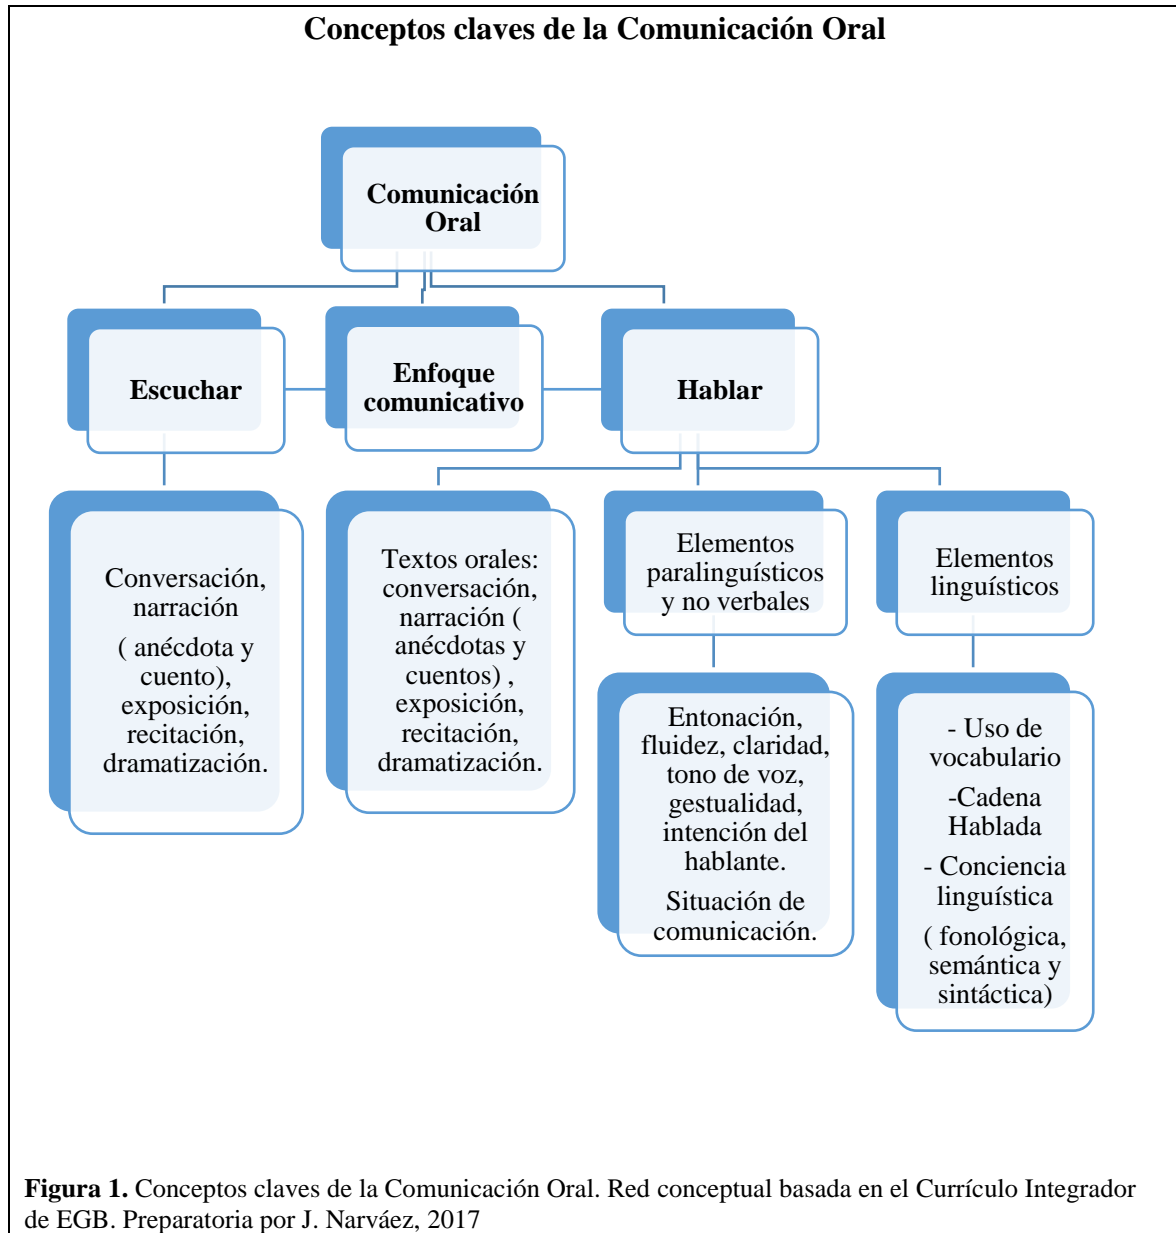 Conceptos claves de la Comunicación Oral
Comunicación
Oral
Escuchar
Enfoque
comunicativo
Hablar
Conversación,
narración
( anécdota y
cuento),
exposición,
recitación,
dramatización.
Textos orales:
conversación,
narración (
anécdotas y
cuentos) ,
exposición,
recitación,
dramatización.
Elementos
paralinguísticos
y no verbales
Elementos
linguísticos
Entonación,
fluidez, claridad,
tono de voz,
gestualidad,
intención del
hablante.
Situación de
comunicación.
- Uso de
vocabulario
-Cadena
Hablada
- Conciencia
linguística
( fonológica,
semántica y
sintáctica)
Figura 1. Conceptos claves de la Comunicación Oral. Red conceptual basada en el Currículo Integrador
de EGB. Preparatoria por J. Narváez, 2017